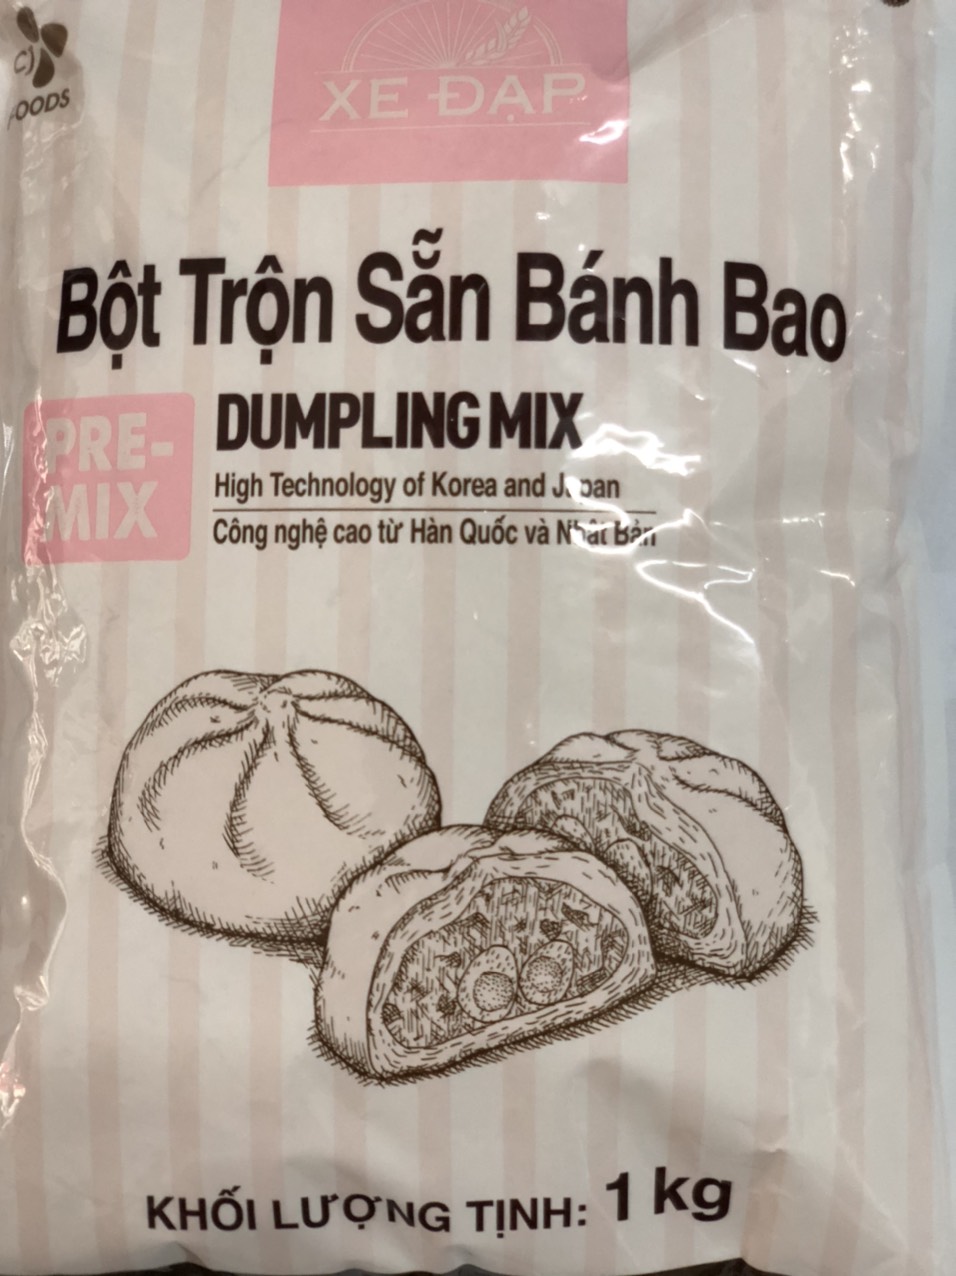 CJ
FOODS
XE ĐẠP
Bột Trộn Sẵn Bánh Bao
PRE-
MIX
DUMPLING MIX
High Technology of Korea and Japan
Công nghệ cao từ Hàn Quốc và Nhật Bản
KHỐI LƯỢNG TỊNH: 1 kg